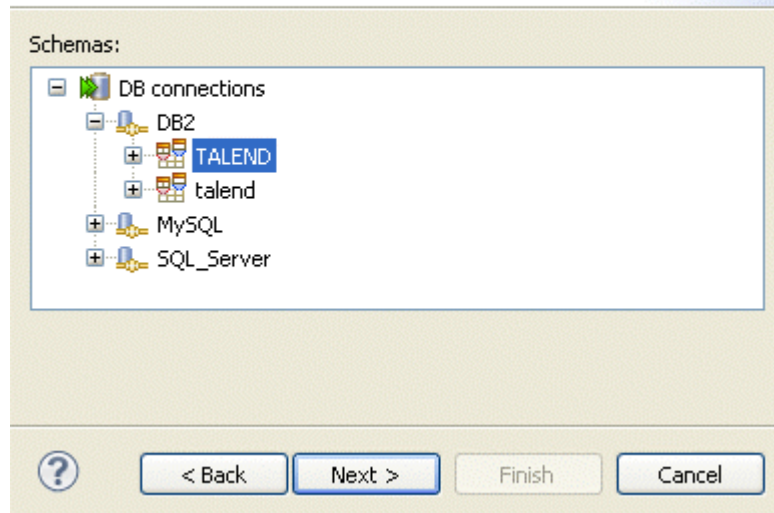 Schemas:
DB connections
DB2
TALEND
talend
MySQL
SQL_Server
? < Back Next > Finish Cancel